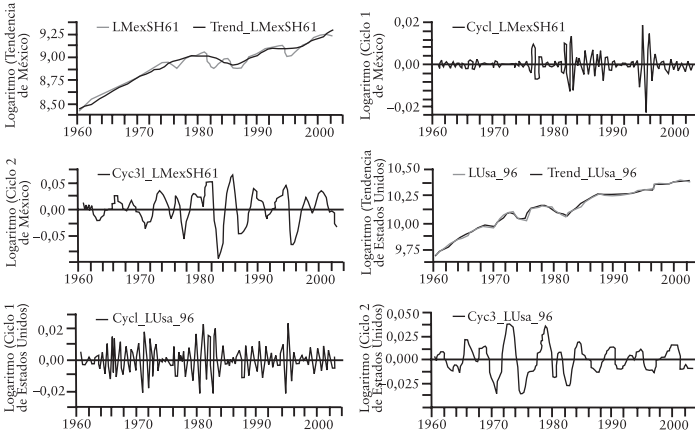 Logaritmo (Tendencia
de México)
LMexSH61 Trend_LMexSH61
9,25
9,00
8,75
8,50
1960 1970 1980 1990 2000
Logaritmo (Ciclo 1
de México)
Cycl_LMexSH61
0,02
0,00
−0,02
1960 1970 1980 1990 2000
Logaritmo (Ciclo 2
de México)
Cyc3l_LMexSH61
0,05
0,00
−0,05
1960 1970 1980 1990 2000
Logaritmo (Tendencia
de Estados Unidos)
LUsa_96 Trend_LUsa_96
10,50
10,25
10,00
9,75
1960 1970 1980 1990 2000
Logaritmo (Ciclo 1
de Estados Unidos)
Cycl_LUsa_96
0,02
0,00
−0,02
1960 1970 1980 1990 2000
Logaritmo (Ciclo 2
de Estados Unidos)
Cyc3_LUsa_96
0,050
0,025
0,000
−0,025
1960 1970 1980 1990 2000